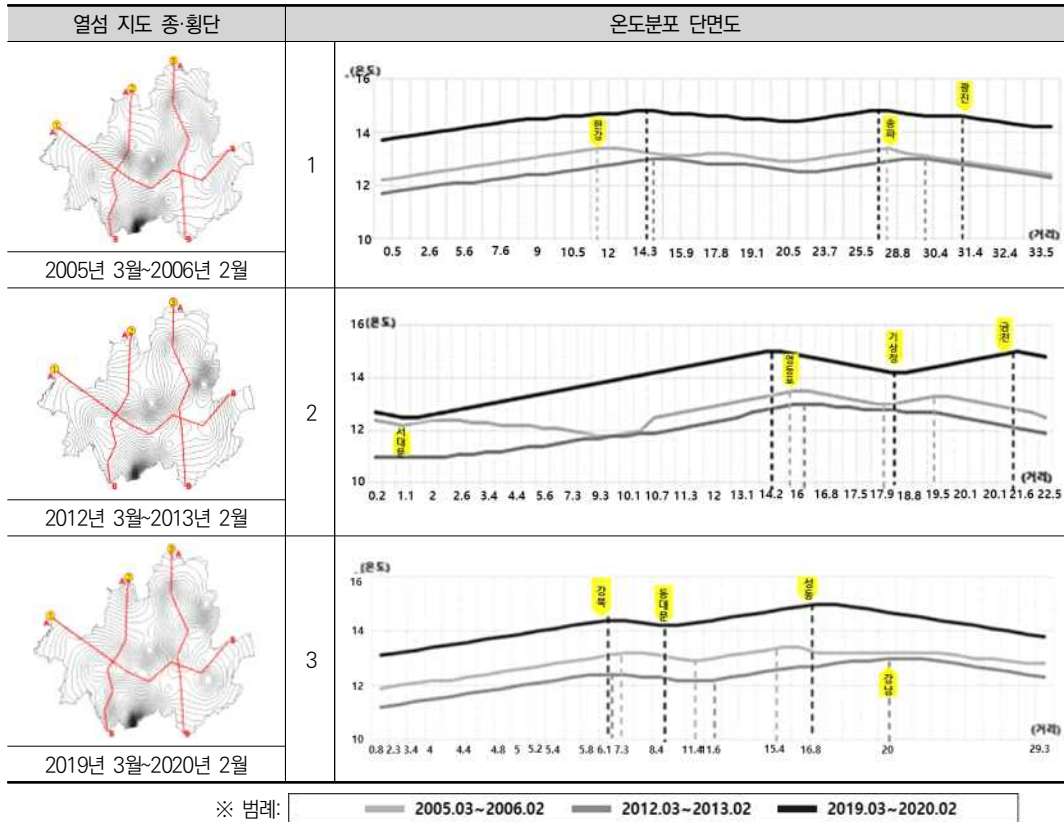 열섬 지도 종·횡단
온도분포 단면도
2005년 3월~2006년 2월
2012년 3월~2013년 2월
2019년 3월~2020년 2월
1
(온도)
16
14
12
10
한강
송파
광진
(거리)
0.5 2.6 5.6 7.6 9 10.5 12 14.3 15.9 17.8 19.1 20.5 23.7 25.5 28.8 30.4 31.4 32.4 33.5
2
(온도)
16
14
12
10
서대문
영등포
기상청
금천
(거리)
0.2 1.1 2 2.6 3.4 4.4 5.6 7.3 9.3 10.1 10.7 11.3 12 13.1 14.2 16 16.8 17.5 17.9 18.8 19.5 20.1 20.1 21.6 22.5
3
(온도)
16
14
12
10
강북
동대문
성동
강남
(거리)
0.8 2.3 3.4 4 4.4 4.8 5 5.2 5.4 5.8 6.1 7.3 8.4 11.4 11.6 15.4 16.8 20 29.3
※ 범례:
2005.03~2006.02 2012.03~2013.02 2019.03~2020.02